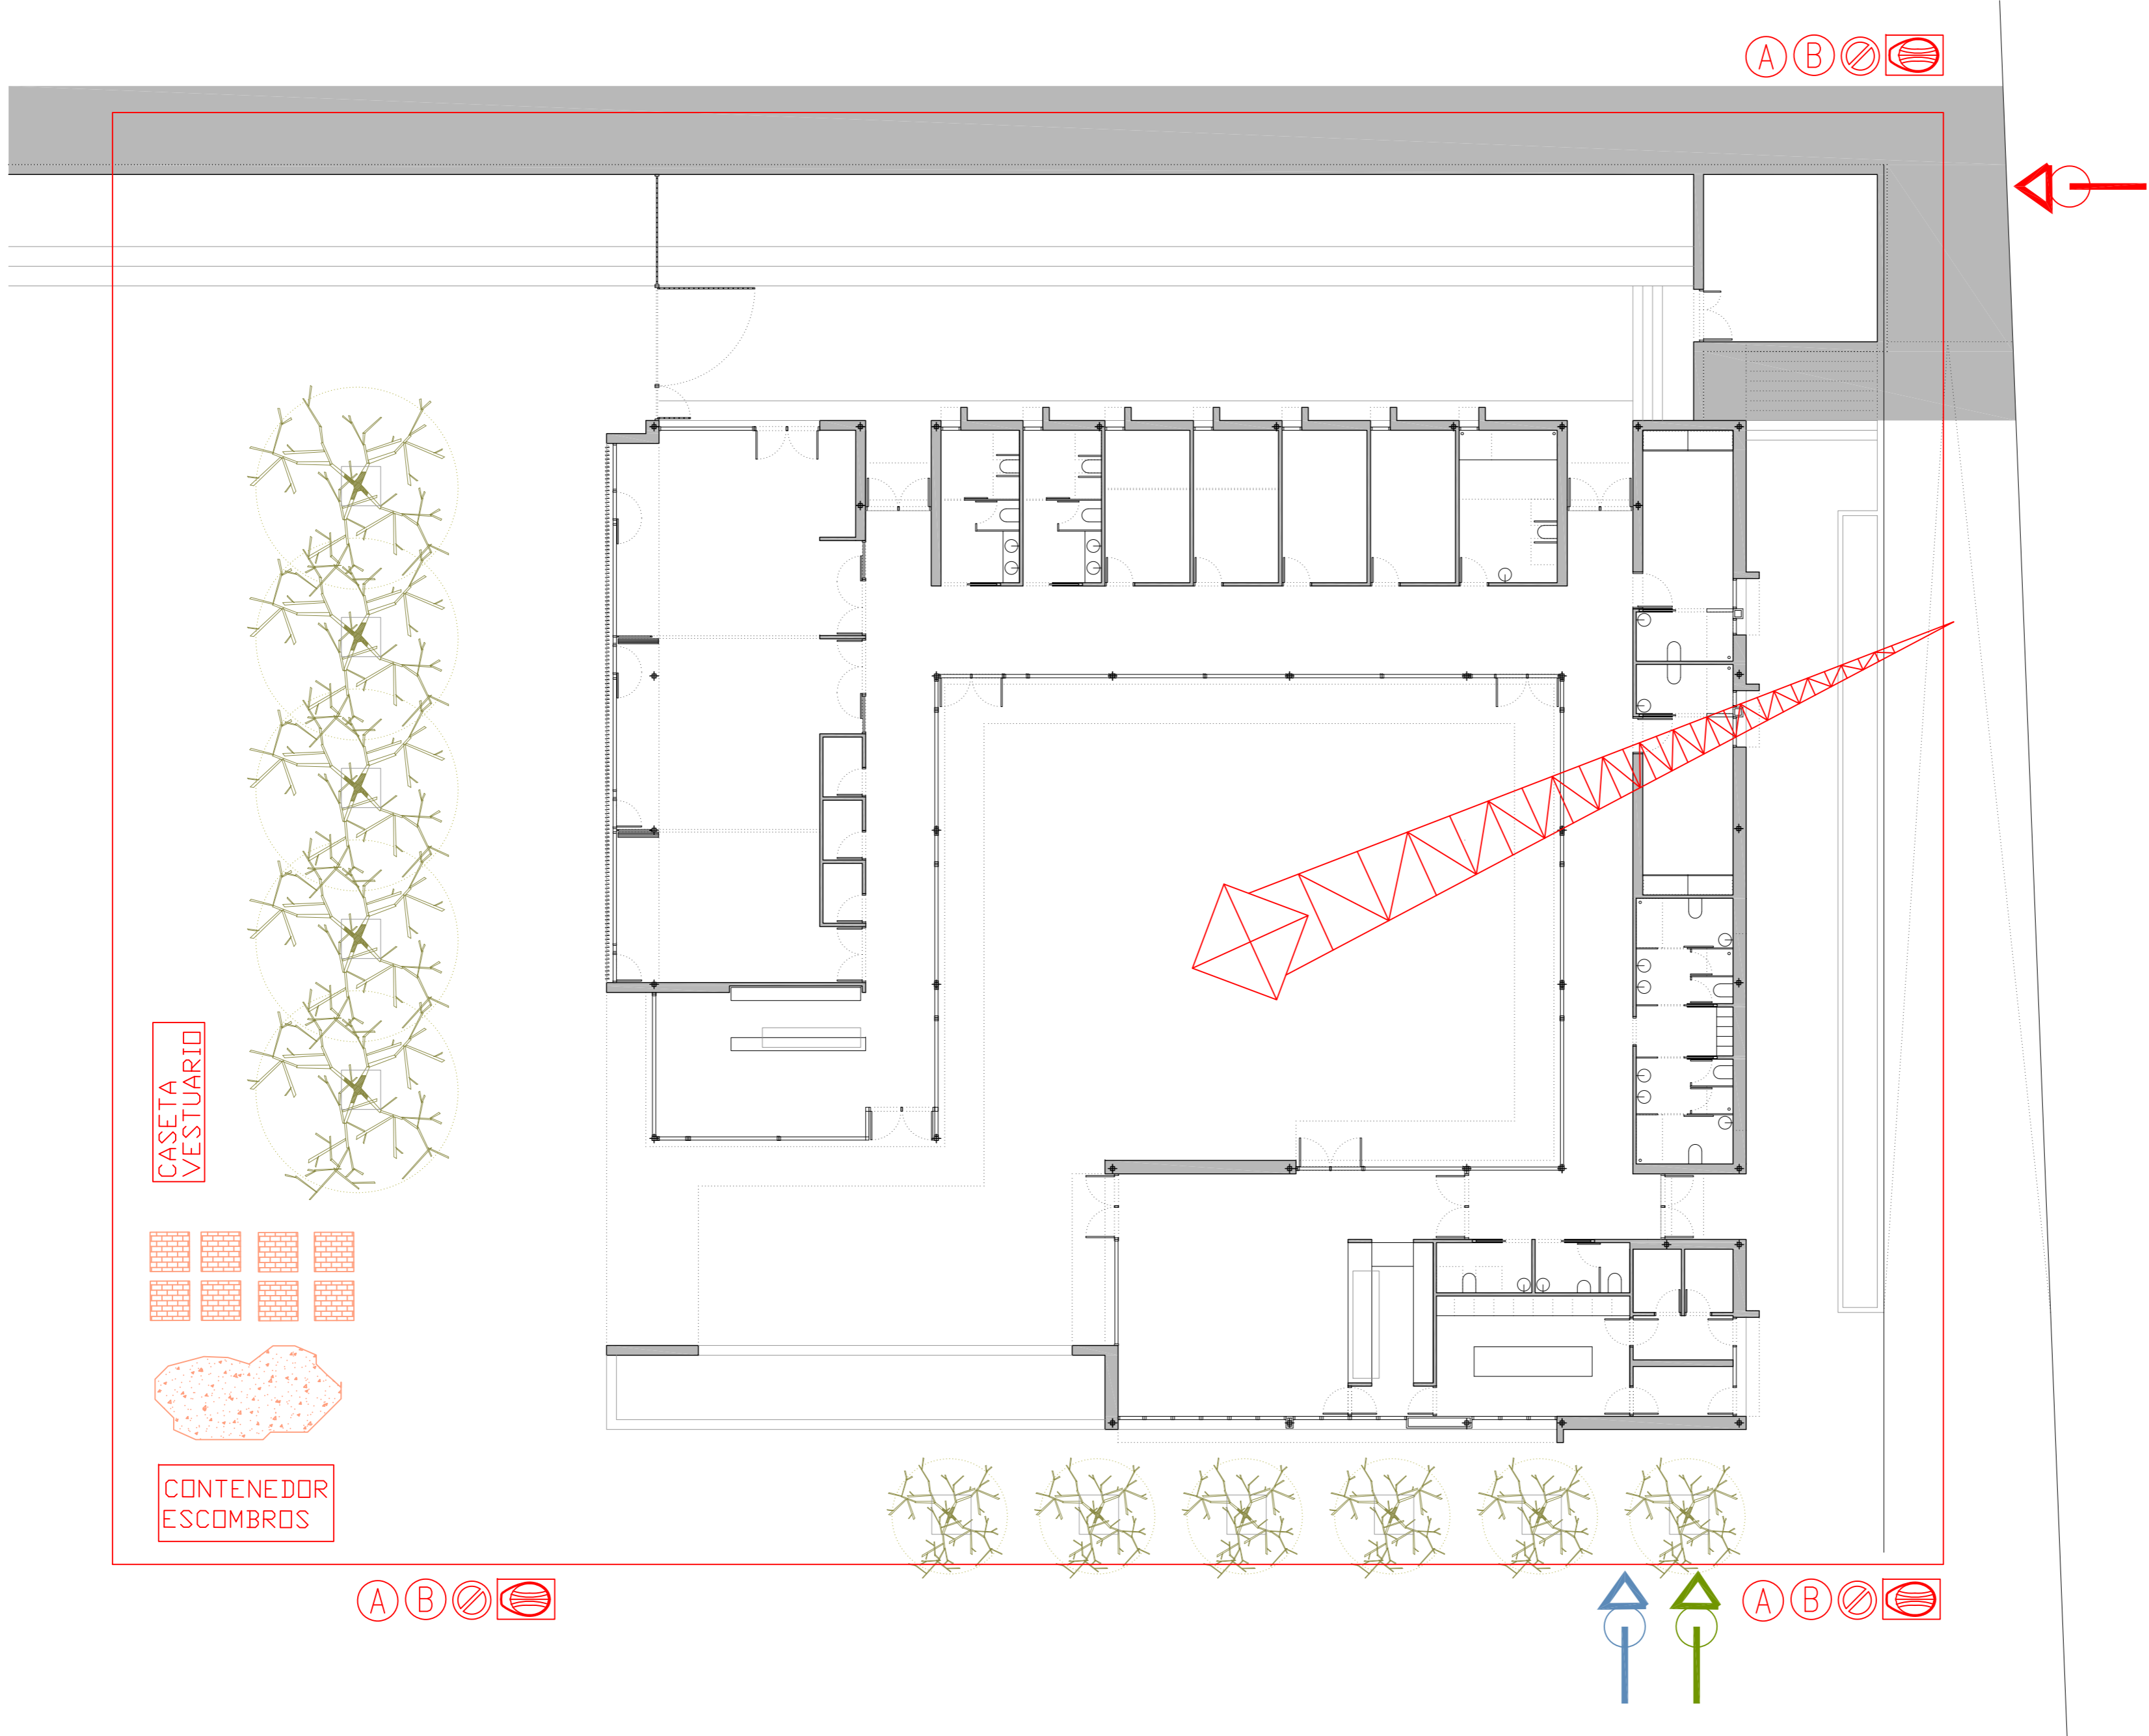 A B
CASETA
VESTUARIO
CONTENEDOR
ESCOMBROS
A B
A B